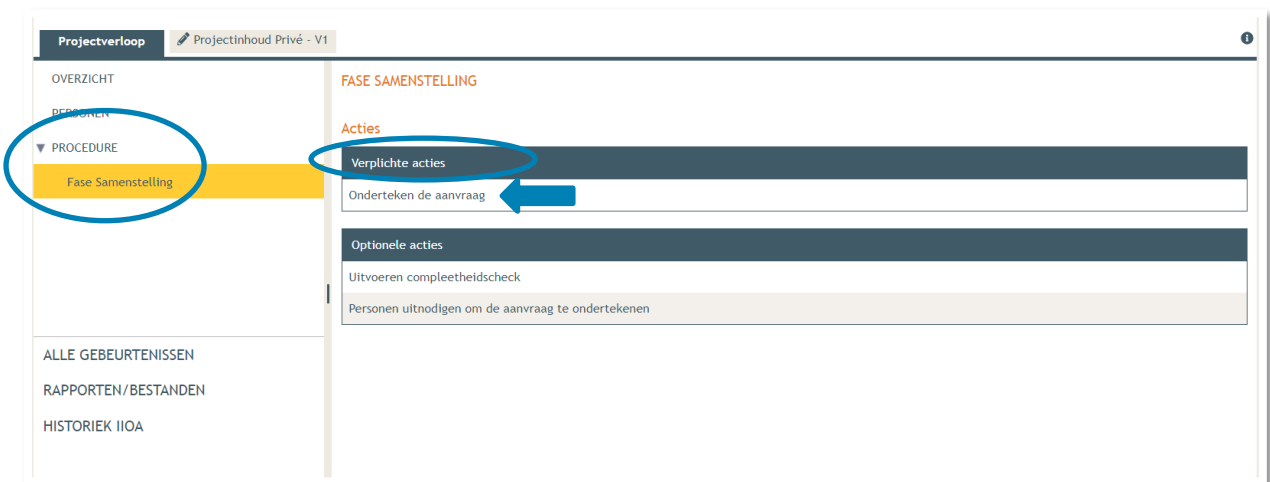 Projectverloop
Projectinhoud Privé - V1
OVERZICHT
PERSONEN
PROCEDURE
Fase Samenstelling
ALLE GEBEURTENISSEN
RAPPORTEN/BESTANDEN
HISTORIEK IIOA
FASE SAMENSTELLING
Acties
Verplichte acties
Onderteken de aanvraag
Optionele acties
Uitvoeren compleetheidscheck
Personen uitnodigen om de aanvraag te ondertekenen